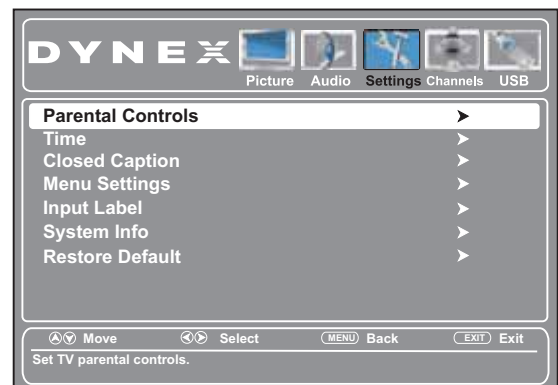 DYNEX
Picture Audio Settings Channels USB
Parental Controls
Time
Closed Caption
Menu Settings
Input Label
System Info
Restore Default
Move Select MENU Back EXIT Exit
Set TV parental controls.